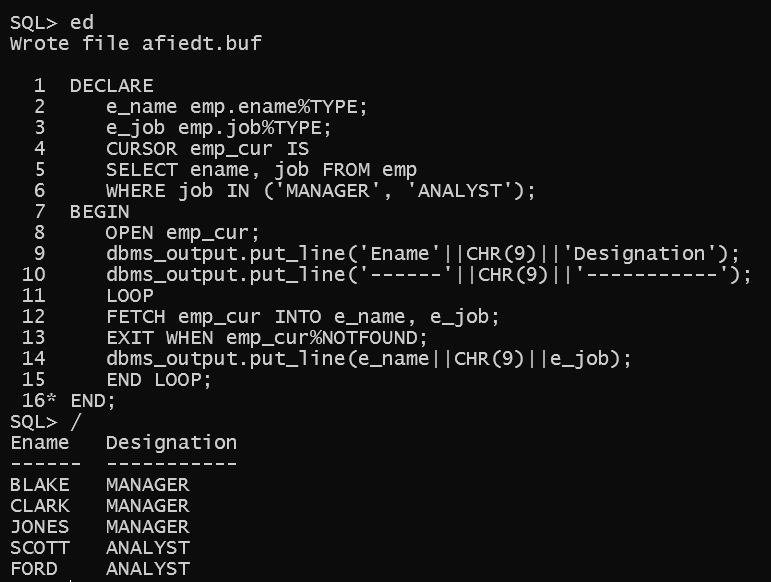 SQL> ed
Wrote file afiedt.buf
1 DECLARE
2 e_name emp.ename%TYPE;
3 e_job emp.job%TYPE;
4 CURSOR emp_cur IS
5 SELECT ename, job FROM emp
6 WHERE job IN ('MANAGER', 'ANALYST');
7 BEGIN
8 OPEN emp_cur;
9 dbms_output.put_line('Ename'||CHR(9)||'Designation');
10 dbms_output.put_line('------'||CHR(9)||'-----------');
11 LOOP
12 FETCH emp_cur INTO e_name, e_job;
13 EXIT WHEN emp_cur%NOTFOUND;
14 dbms_output.put_line(e_name||CHR(9)||e_job);
15 END LOOP;
16* END;
SQL> /
Ename Designation
------ -----------
BLAKE MANAGER
CLARK MANAGER
JONES MANAGER
SCOTT ANALYST
FORD ANALYST